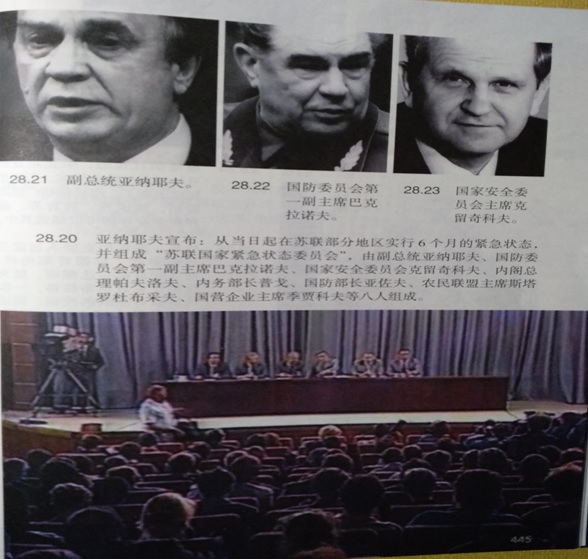 28.21 副总统亚纳耶夫。
28.22 国防委员会第
一副主席巴克
拉诺夫。
28.23 国家安全委
员会主席克
留奇科夫。
28.20 亚纳耶夫宣布：从当日起在苏联部分地区实行6个月的紧急状态，
并组成“苏联国家紧急状态委员会”，由副总统亚纳耶夫、国防委
员会第一副主席巴克拉诺夫、国家安全委员会克留奇科夫、内阁总
理帕夫洛夫、内务部长普戈、国防部长亚佐夫、农民联盟主席斯塔
罗杜布采夫、国营企业主席季贾科夫等八人组成。
445